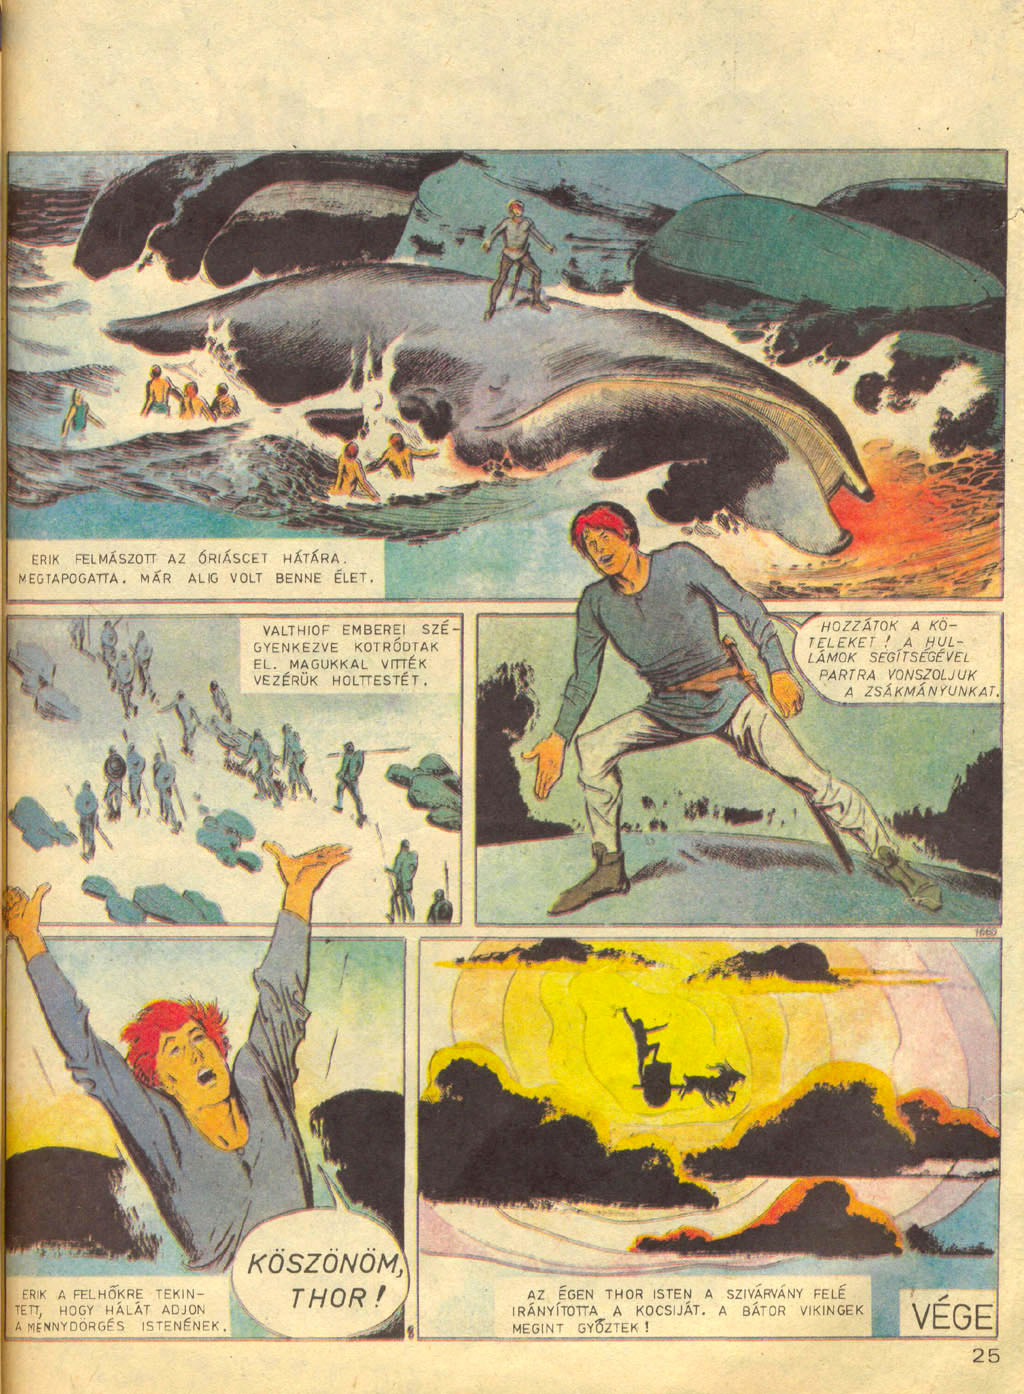 ERIK FELMÁSZOTT AZ ÓRIÁSCET HÁTÁRA.
MEGTAPOGATTA. MÁR ALIG VOLT BENNE ÉLET.
VALTHIOF EMBEREI SZÉ-
GYENKEZVE KOTRÓDTAK
EL. MAGUKKAL VITTÉK
VEZÉRÜK HOLTTESTÉT.
HOZZÁTOK A KÖ-
TELEKET! A HUL-
LÁMOK SEGÍTSÉGÉVEL
PARTRA VONSZOLJUK
A ZSÁKMÁNYUNKAT.
KÖSZÖNÖM,
THOR!
ERIK A FELHŐKRE TEKIN-
TETT, HOGY HÁLÁT ADJON
A MENNYDÖRGÉS ISTENÉNEK.
8
AZ ÉGEN THOR ISTEN A SZIVÁRVÁNY FELÉ
IRÁNYÍTOTTA A KOCSIJÁT. A BÁTOR VIKINGEK
MEGINT GYŐZTEK!
VÉGE
25